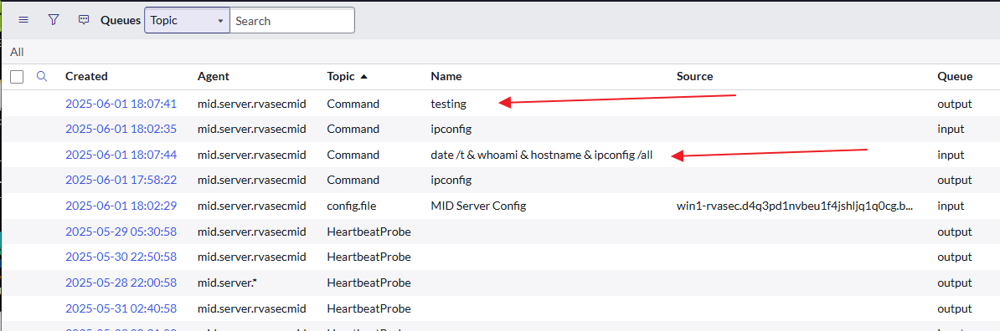 Queues Topic Search
All
Created Agent Topic Name Source Queue
2025-06-01 18:07:41 mid.server.rvasecmid Command testing output
2025-06-01 18:02:35 mid.server.rvasecmid Command ipconfig input
2025-06-01 18:07:44 mid.server.rvasecmid Command date /t & whoami & hostname & ipconfig /all input
2025-06-01 17:58:22 mid.server.rvasecmid Command ipconfig output
2025-06-01 18:02:29 mid.server.rvasecmid config.file MID Server Config win1-rvasec.d4q3pd1nvbeu1f4jshljq1q0cg.b... input
2025-05-29 05:30:58 mid.server.rvasecmid HeartbeatProbe output
2025-05-30 22:50:58 mid.server.rvasecmid HeartbeatProbe output
2025-05-28 22:00:58 mid.server.* HeartbeatProbe output
2025-05-31 02:40:58 mid.server.rvasecmid HeartbeatProbe output